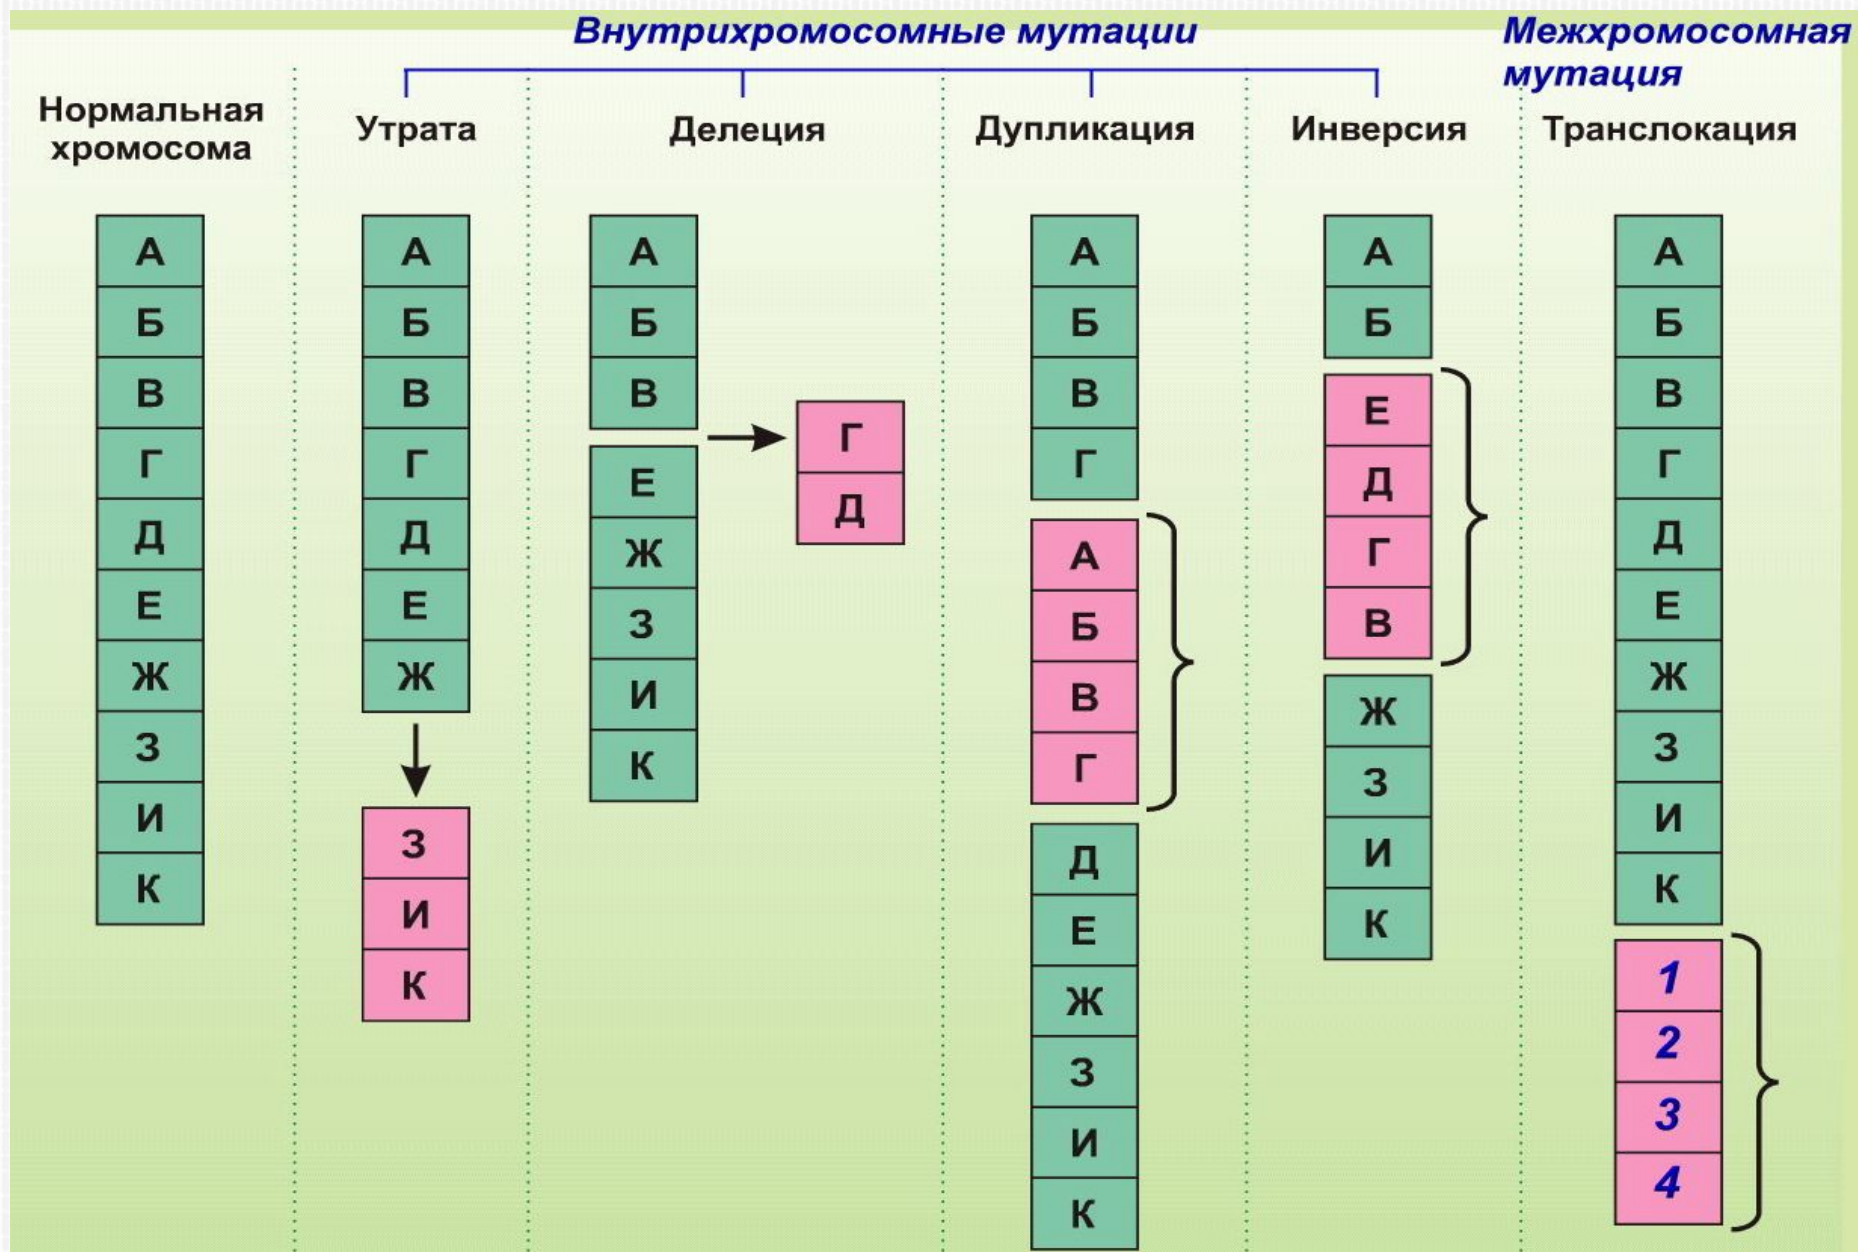 Внутрихромосомные мутации
Межхромосомная
мутация
Нормальная
хромосома
Утрата
Делеция
Дупликация
Инверсия
Транслокация
А
Б
В
Г
Д
Е
Ж
З
И
К
А
Б
В
Г
Д
Е
Ж
З
И
К
А
Б
В
Е
Ж
З
И
К
Г
Д
А
Б
В
Г
А
Б
В
Г
Д
Е
Ж
З
И
К
А
Б
Е
Д
Г
В
Ж
З
И
К
А
Б
В
Г
Д
Е
Ж
З
И
К
1
2
3
4